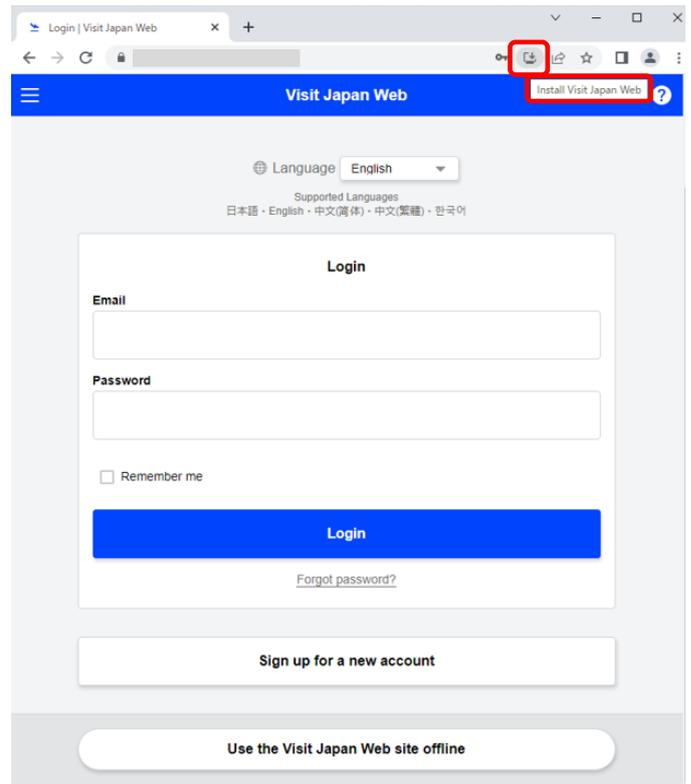 Login | Visit Japan Web
Install Visit Japan Web
Visit Japan Web
Language English
Supported Languages
日本語・English・中文(简体)・中文(繁體)・한국어
Login
Email
Password
Remember me
Login
Forgot password?
Sign up for a new account
Use the Visit Japan Web site offline